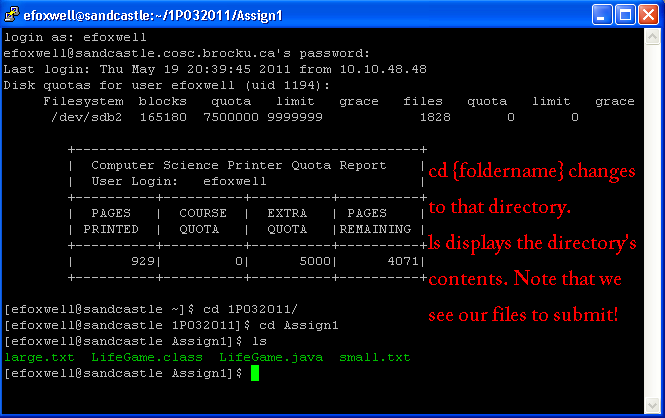 efoxwell@sandcastle:~/1P032011/Assign1
login as: efoxwell
efoxwell@sandcastle.cosc.brocku.ca's password:
Last login: Thu May 19 20:39:45 2011 from 10.10.48.48
Disk quotas for user efoxwell (uid 1194):
Filesystem blocks quota limit grace files quota limit grace
/dev/sdb2 165180 7500000 9999999 1828 0 0
+-------------------------------------------+
| Computer Science Printer Quota Report |
| User Login: efoxwell |
+----------+----------+----------+----------+
| PAGES | COURSE | EXTRA | PAGES |
| PRINTED | QUOTA | QUOTA |REMAINING |
+----------+----------+----------+----------+
| 929| 0| 5000| 4071|
+----------+----------+----------+----------+
[efoxwell@sandcastle ~]$ cd 1P032011/
[efoxwell@sandcastle 1P032011]$ cd Assign1
[efoxwell@sandcastle Assign1]$ ls
large.txt LifeGame.class LifeGame.java small.txt
[efoxwell@sandcastle Assign1]$
cd {foldername} changes
to that directory.
ls displays the directory's
contents. Note that we
see our files to submit!